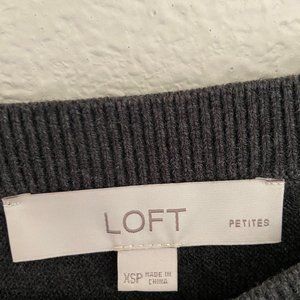 LOFT PETITES
XSP MADE IN
CHINA